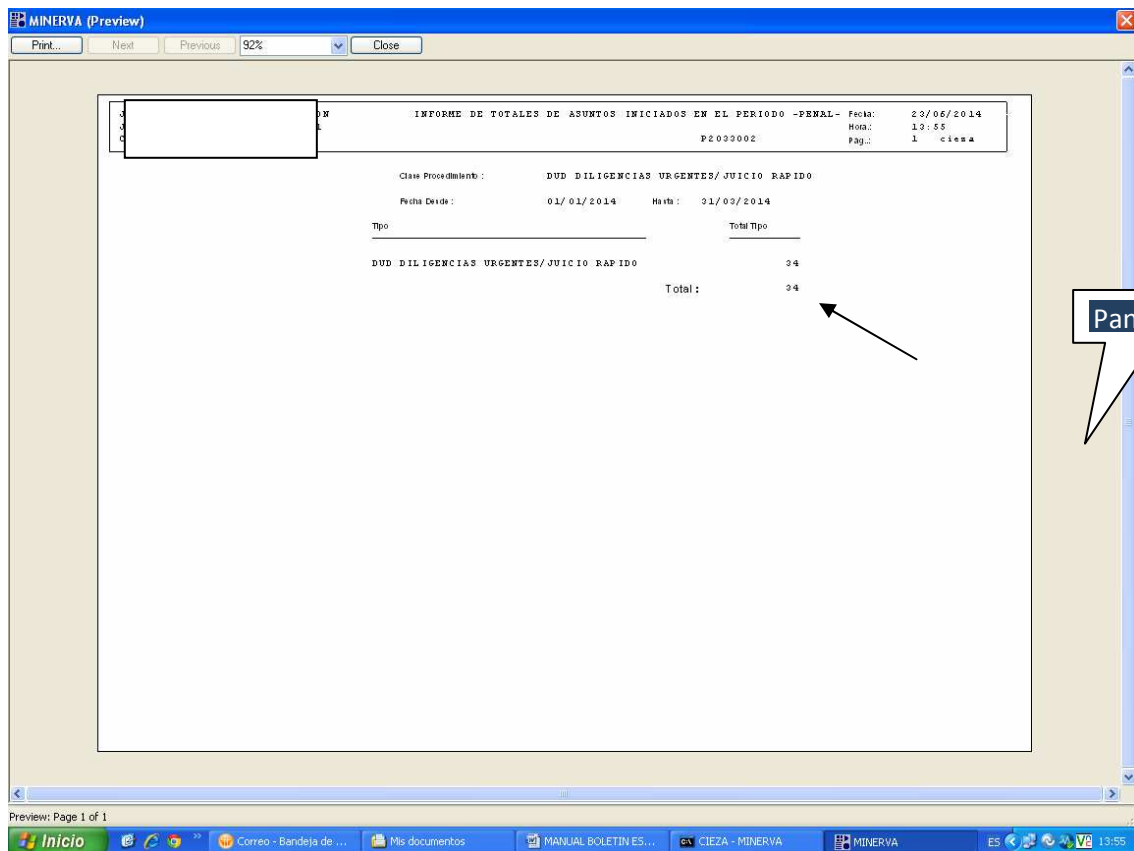 MINERVA (Preview)
Print... Next Previous 92% Close
INFORME DE TOTALES DE ASUNTOS INICIADOS EN EL PERIODO -PENAL- Fecha: 23/06/2014
Hora.: 13:55
P2033002 Pág..: 1 cieza
Clase Procedimiento : DUD DILIGENCIAS URGENTES/JUICIO RAPIDO
Fecha Desde : 01/01/2014 Hasta : 31/03/2014
Tipo Total Tipo
DUD DILIGENCIAS URGENTES/JUICIO RAPIDO 34
Total : 34
Pan
Preview: Page 1 of 1
Inicio Correo - Bandeja de ... Mis documentos MANUAL BOLETIN ES... CIEZA - MINERVA MINERVA ES 13:55